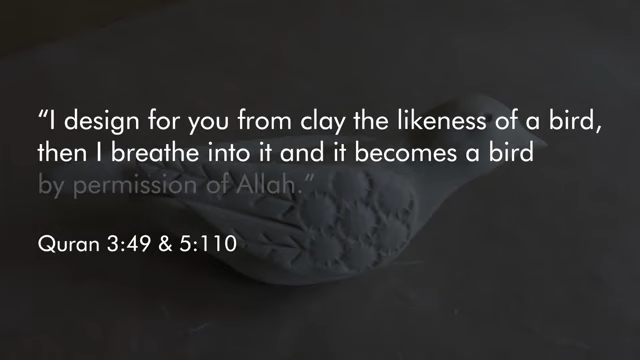 “I design for you from clay the likeness of a bird,
then I breathe into it and it becomes a bird
by permission of Allah.”
Quran 3:49 & 5:110